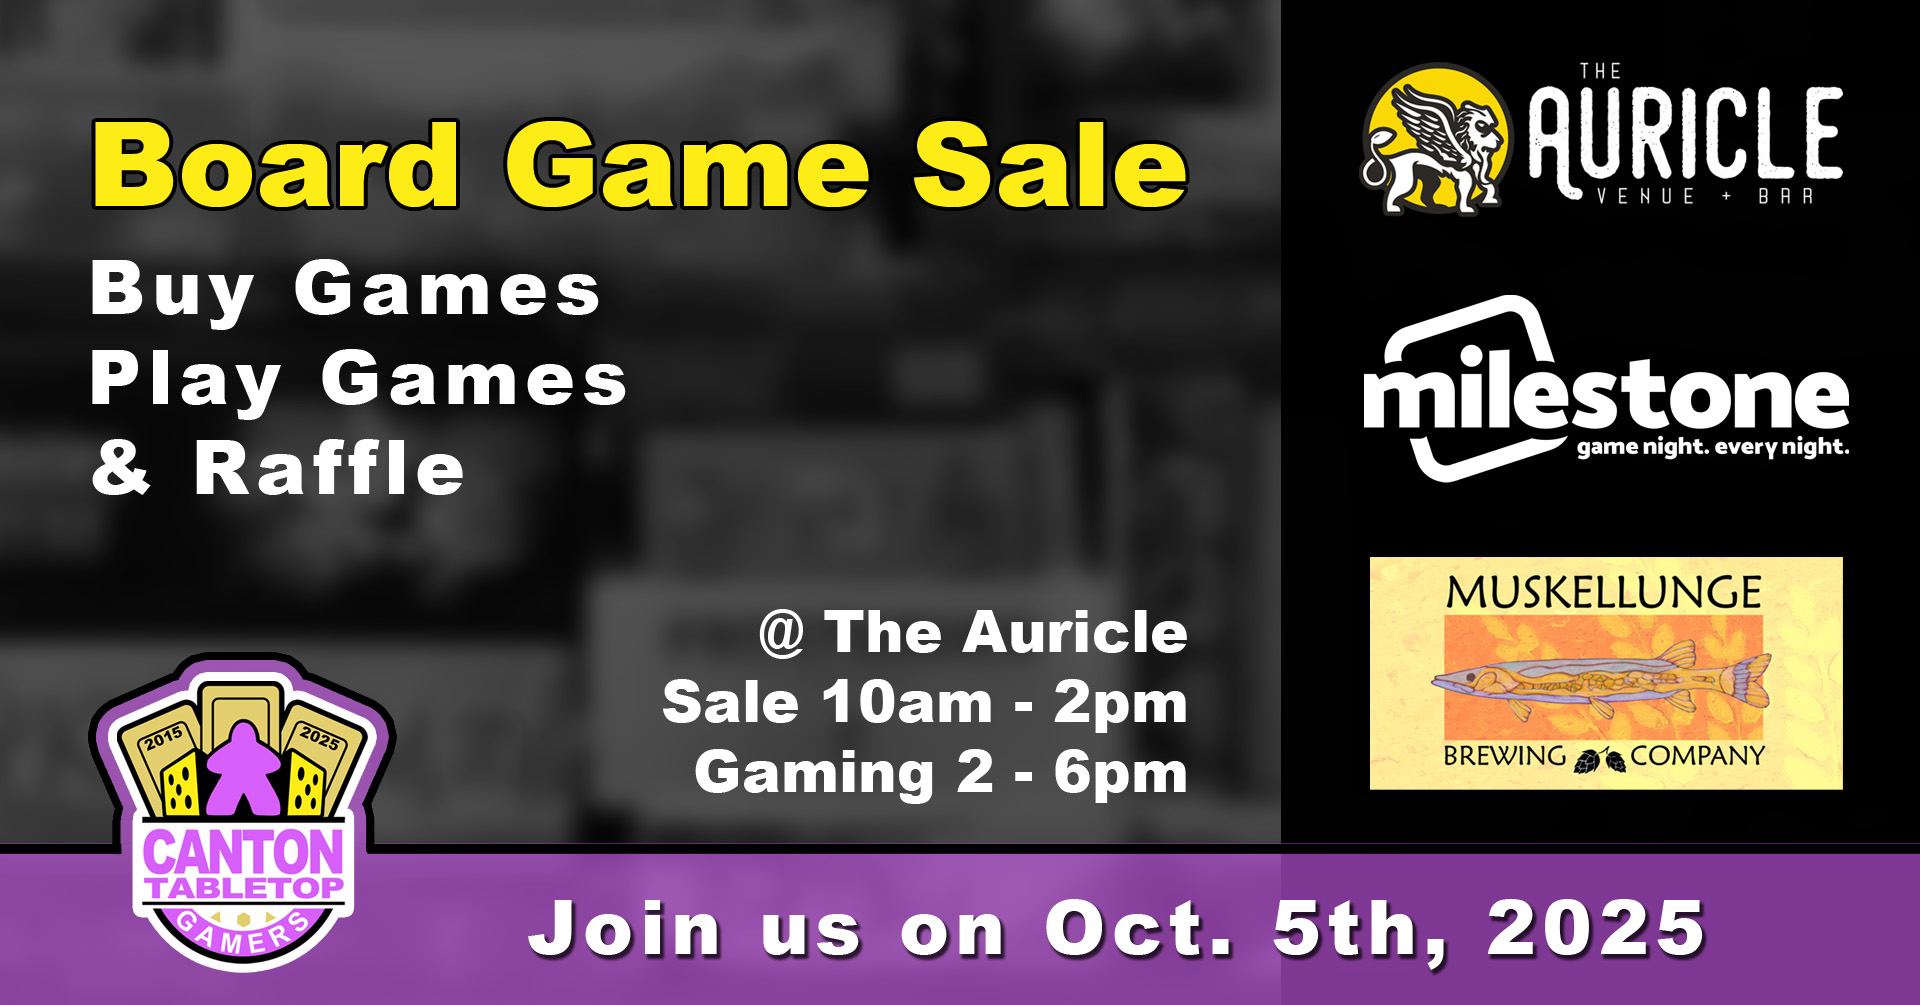 Board Game Sale
Buy Games
Play Games
& Raffle
@ The Auricle
Sale 10am - 2pm
Gaming 2 - 6pm
THE
AURICLE
VENUE + BAR
milestone
game night. every night.
MUSKELLUNGE
BREWING COMPANY
2015
2025
CANTON
TABLETOP
GAMERS
Join us on Oct. 5th, 2025